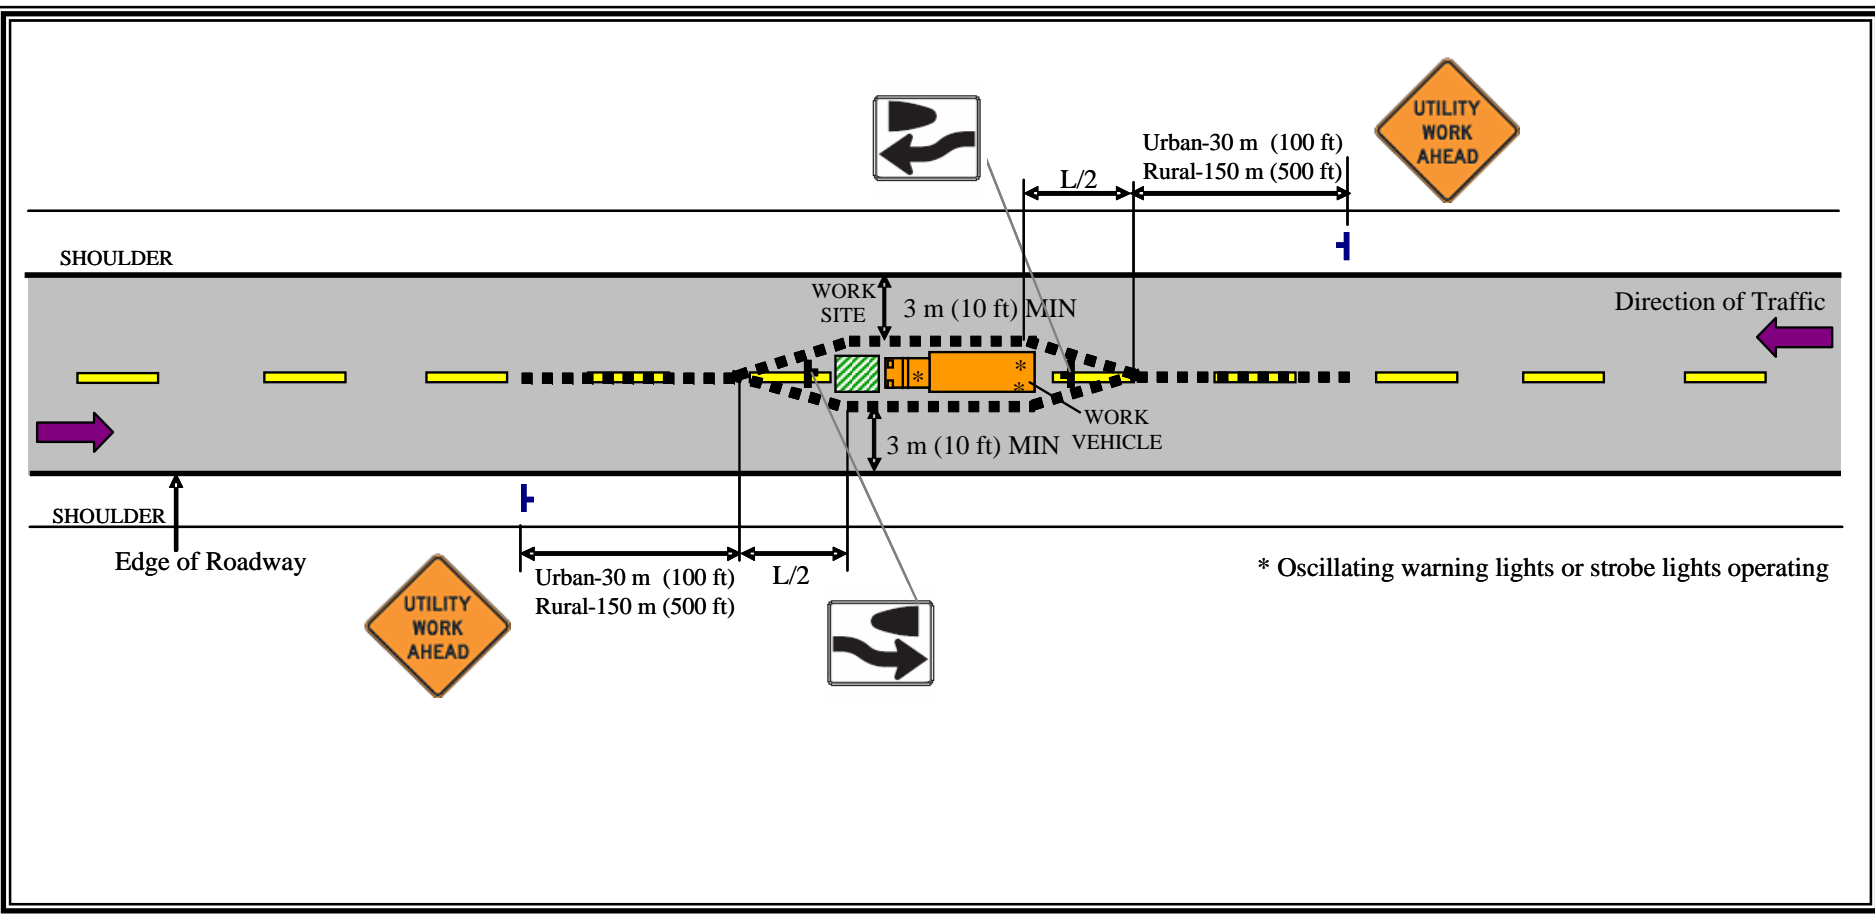 UTILITY
WORK
AHEAD
Urban-30 m (100 ft)
Rural-150 m (500 ft)
L/2
SHOULDER
WORK
SITE
3 m (10 ft) MIN
Direction of Traffic
*
*
*
WORK
VEHICLE
3 m (10 ft) MIN
SHOULDER
Edge of Roadway
Urban-30 m (100 ft)
Rural-150 m (500 ft)
L/2
* Oscillating warning lights or strobe lights operating
UTILITY
WORK
AHEAD